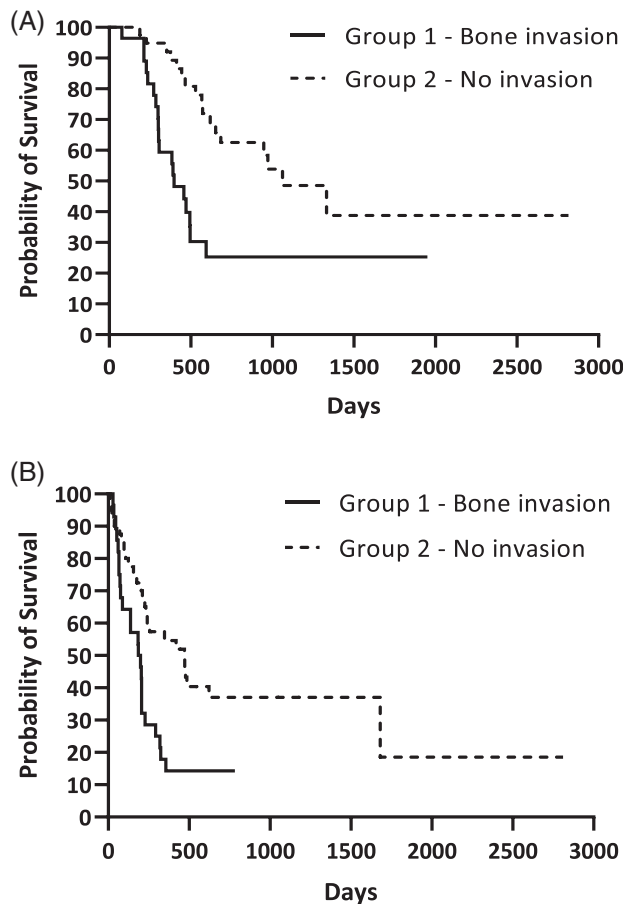 (A)
Group 1 - Bone invasion
Group 2 - No invasion
Probability of Survival
100
90
80
70
60
50
40
30
20
10
0
0 500 1000 1500 2000 2500 3000
Days
(B)
Group 1 - Bone invasion
Group 2 - No invasion
Probability of Survival
100
90
80
70
60
50
40
30
20
10
0
0 500 1000 1500 2000 2500 3000
Days